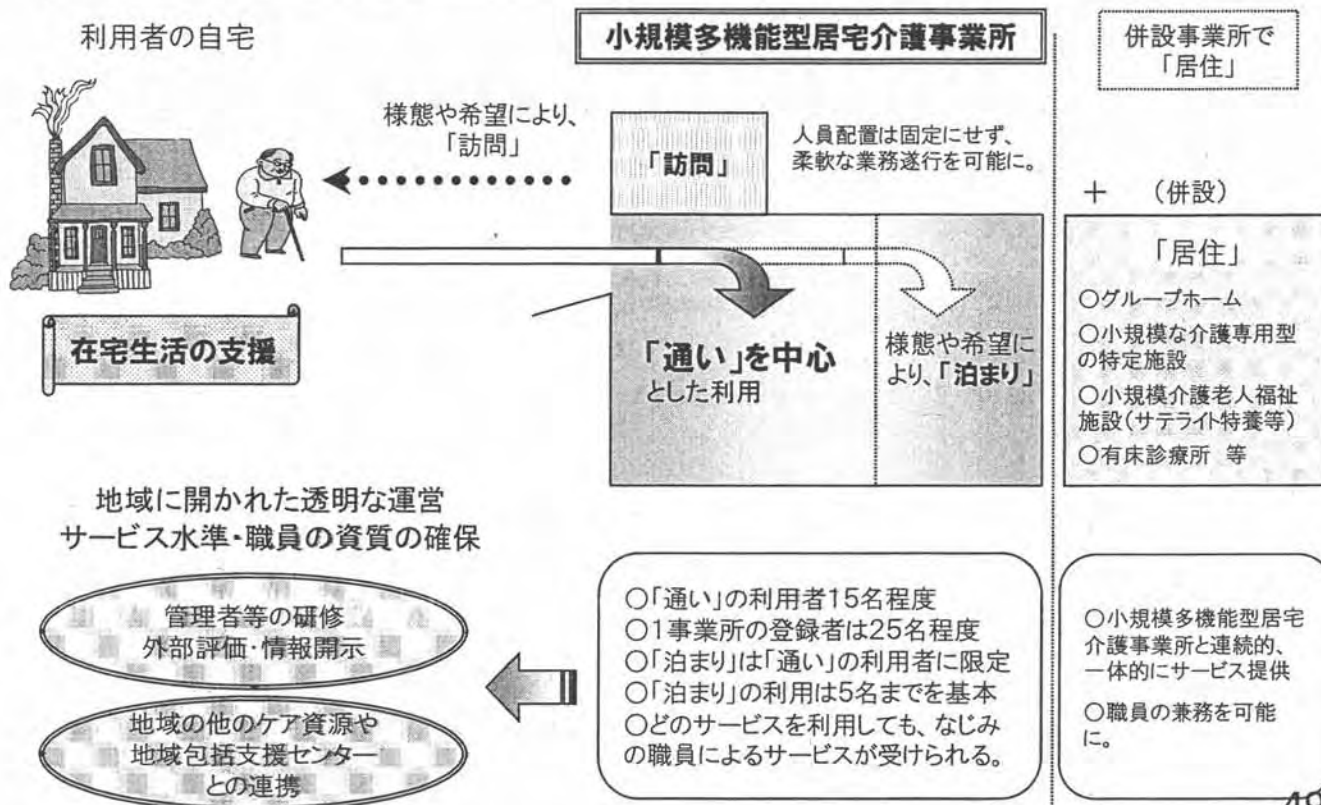 利用者の自宅
小規模多機能型居宅介護事業所
併設事業所で
「居住」
様態や希望により、
「訪問」
「訪問」
人員配置は固定にせず、
柔軟な業務遂行を可能に。
+ (併設)
在宅生活の支援
「通い」を中心
とした利用
様態や希望に
より、「泊まり」
「居住」
○グループホーム
○小規模な介護専用型
の特定施設
○小規模介護老人福祉
施設(サテライト特養等)
○有床診療所 等
地域に開かれた透明な運営
サービス水準・職員の資質の確保
管理者等の研修
外部評価・情報開示
地域の他のケア資源や
地域包括支援センター
との連携
○「通い」の利用者15名程度
○1事業所の登録者は25名程度
○「泊まり」は「通い」の利用者に限定
○「泊まり」の利用は5名までを基本
○どのサービスを利用しても、なじみ
の職員によるサービスが受けられる。
○小規模多機能型居宅
介護事業所と連続的、
一体的にサービス提供
○職員の兼務を可能
に。